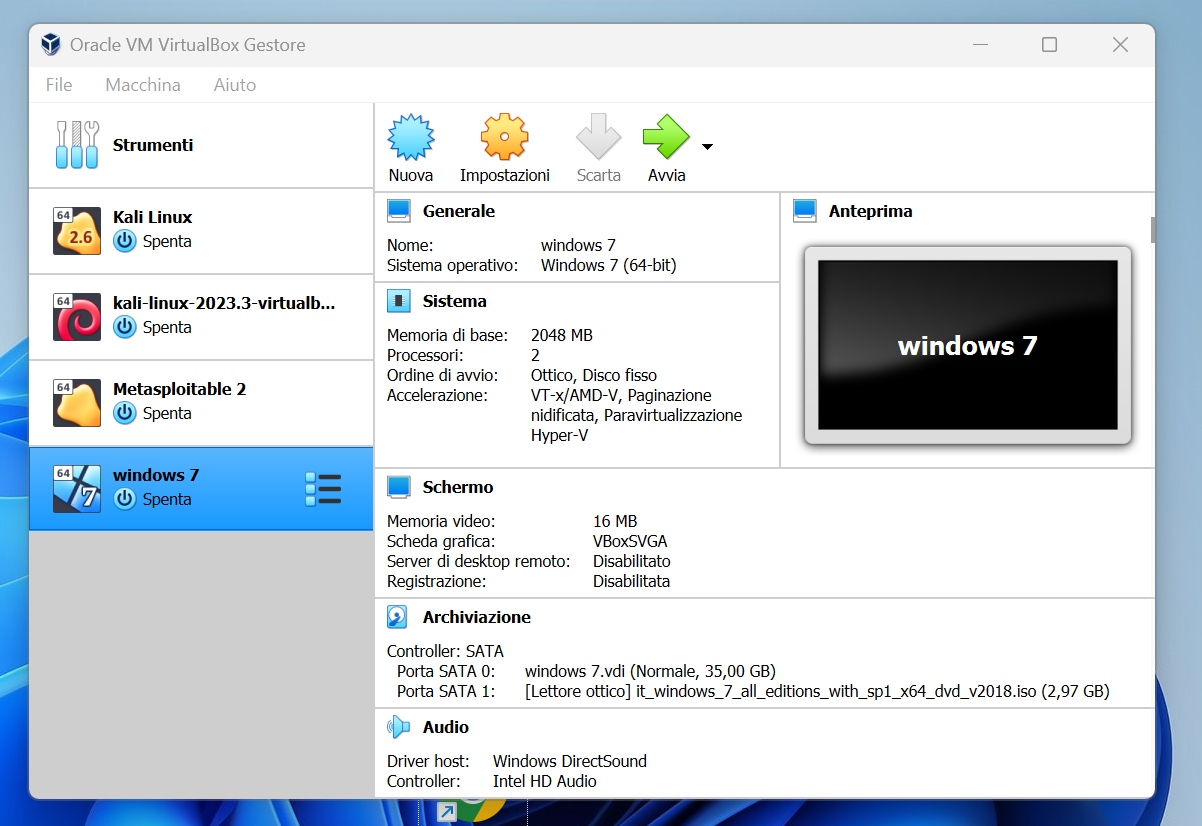 Oracle VM VirtualBox Gestore
File Macchina Aiuto
Strumenti
64
2.6
Kali Linux
Spenta
64
kali-linux-2023.3-virtualb...
Spenta
64
Metasploitable 2
Spenta
64
7
windows 7
Spenta
Nuova Impostazioni Scarta Avvia
Generale
Nome: windows 7
Sistema operativo: Windows 7 (64-bit)
Anteprima
windows 7
Sistema
Memoria di base: 2048 MB
Processori: 2
Ordine di avvio: Ottico, Disco fisso
Accelerazione: VT-x/AMD-V, Paginazione
nidificata, Paravirtualizzazione
Hyper-V
Schermo
Memoria video: 16 MB
Scheda grafica: VBoxSVGA
Server di desktop remoto: Disabilitato
Registrazione: Disabilitata
Archiviazione
Controller: SATA
Porta SATA 0: windows 7.vdi (Normale, 35,00 GB)
Porta SATA 1: [Lettore ottico] it_windows_7_all_editions_with_sp1_x64_dvd_v2018.iso (2,97 GB)
Audio
Driver host: Windows DirectSound
Controller: Intel HD Audio